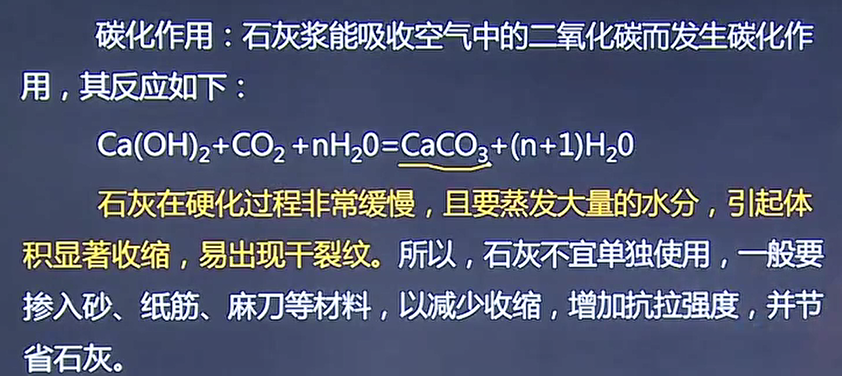 碳化作用：石灰浆能吸收空气中的二氧化碳而发生碳化作
用，其反应如下：
Ca(OH)₂+CO₂+nH₂0=CaCO₃+(n+1)H₂0
石灰在硬化过程非常缓慢，且要蒸发大量的水分，引起体
积显著收缩，易出现干裂纹。所以，石灰不宜单独使用，一般要
掺入砂、纸筋、麻刀等材料，以减少收缩，增加抗拉强度，并节
省石灰。